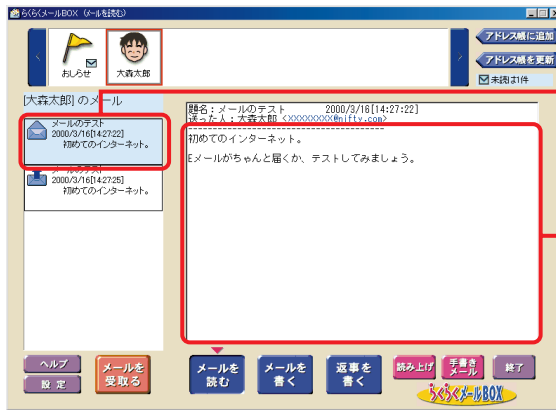 らくらくメールBOX (メールを読む)
アドレス帳に追加
アドレス帳を更新
未読は1件
おしらせ
大森太郎
[大森太郎] のメール
メールのテスト
2000/3/16[14:27:22]
初めてのインターネット。
メールのテスト
2000/3/16[14:27:25]
初めてのインターネット。
題名:メールのテスト 2000/3/16[14:27:22]
送った人:大森太郎 <XXXXXXXX@nifty.com>
----------------------------------------
初めてのインターネット。
Eメールがちゃんと届くか、テストしてみましょう。
ヘルプ
設 定
メールを
受取る
メールを
読む
メールを
書く
返事を
書く
読み上げ
手書き
メール
終了
らくらくメールBOX